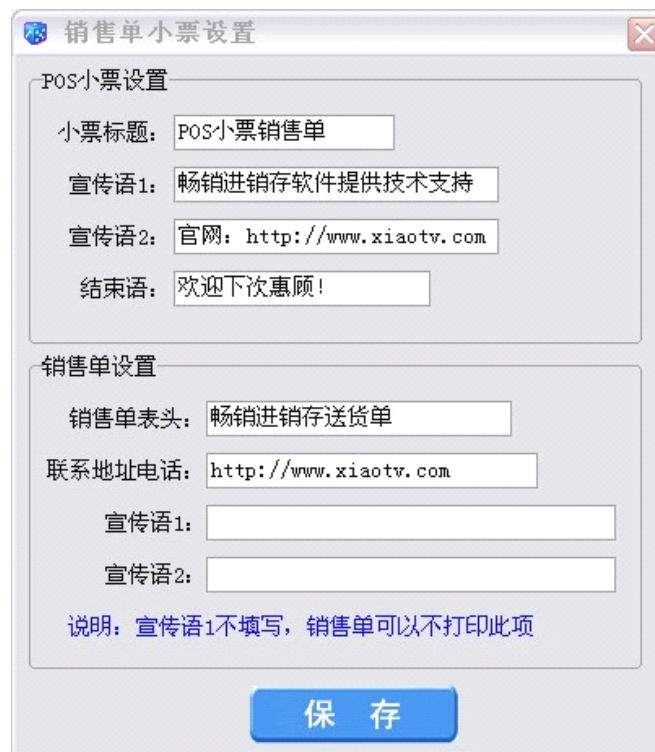 销售单小票设置
POS小票设置
小票标题: POS小票销售单
宣传语1: 畅销进销存软件提供技术支持
宣传语2: 官网: http://www.xiaotv.com
结束语: 欢迎下次惠顾!
销售单设置
销售单表头: 畅销进销存送货单
联系地址电话: http://www.xiaotv.com
宣传语1:
宣传语2:
说明: 宣传语1不填写, 销售单可以不打印此项
保 存